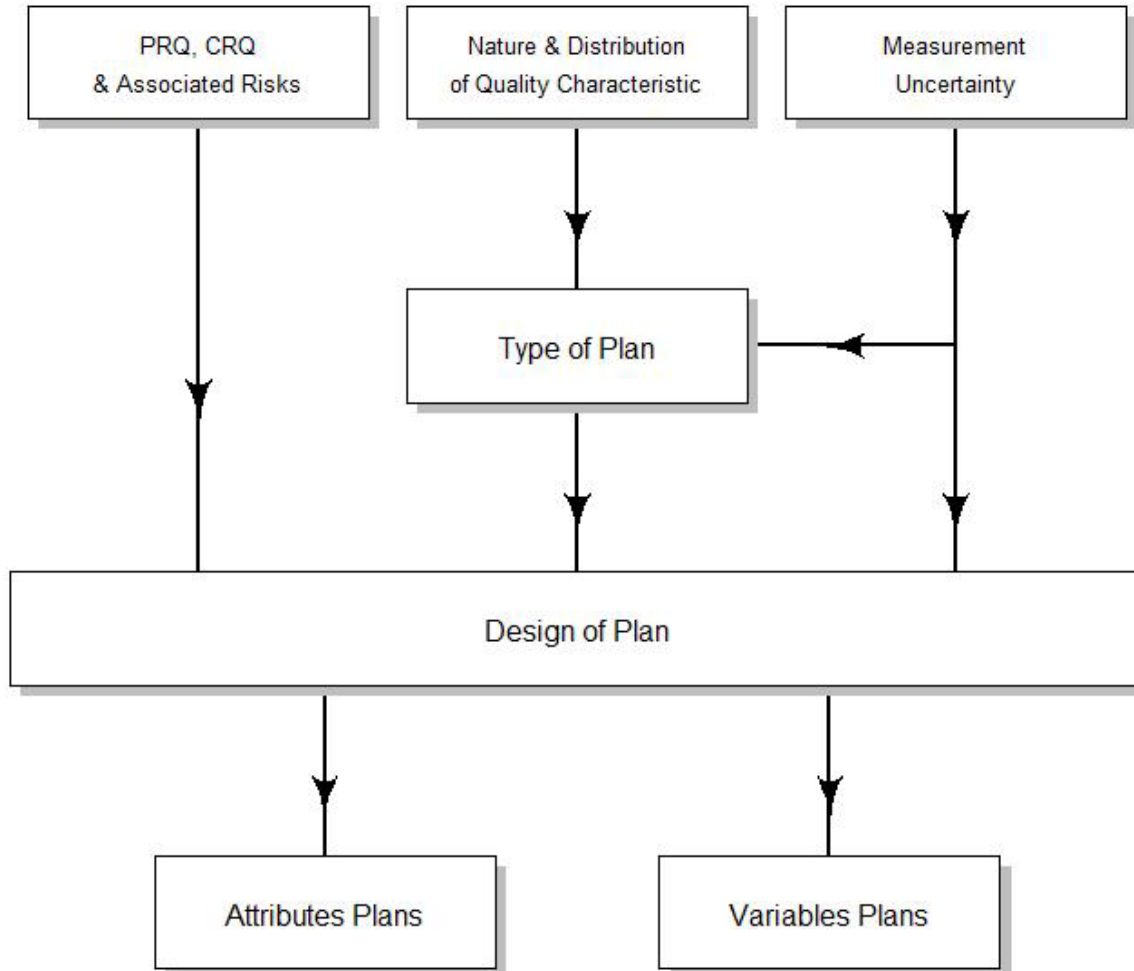 PRQ, CRQ
& Associated Risks
Nature & Distribution
of Quality Characteristic
Measurement
Uncertainty
Type of Plan
Design of Plan
Attributes Plans
Variables Plans